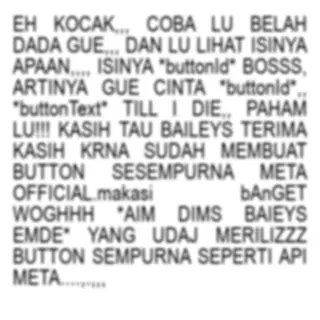 EH KOCAK,,, COBA LU BELAH
DADA GUE,,, DAN LU LIHAT ISINYA
APAAN,,,, ISINYA *buttonId* BOSSS,
ARTINYA GUE CINTA *buttonId*,,
*buttonText* TILL I DIE,, PAHAM
LU!!! KASIH TAU BAILEYS TERIMA
KASIH KRNA SUDAH MEMBUAT
BUTTON SESEMPURNA META
OFFICIAL.makasi bAnGET
WOGHHH *AIM DIMS BAIEYS
EMDE* YANG UDAJ MERILIZZZ
BUTTON SEMPURNA SEPERTI API
META....,.,,,